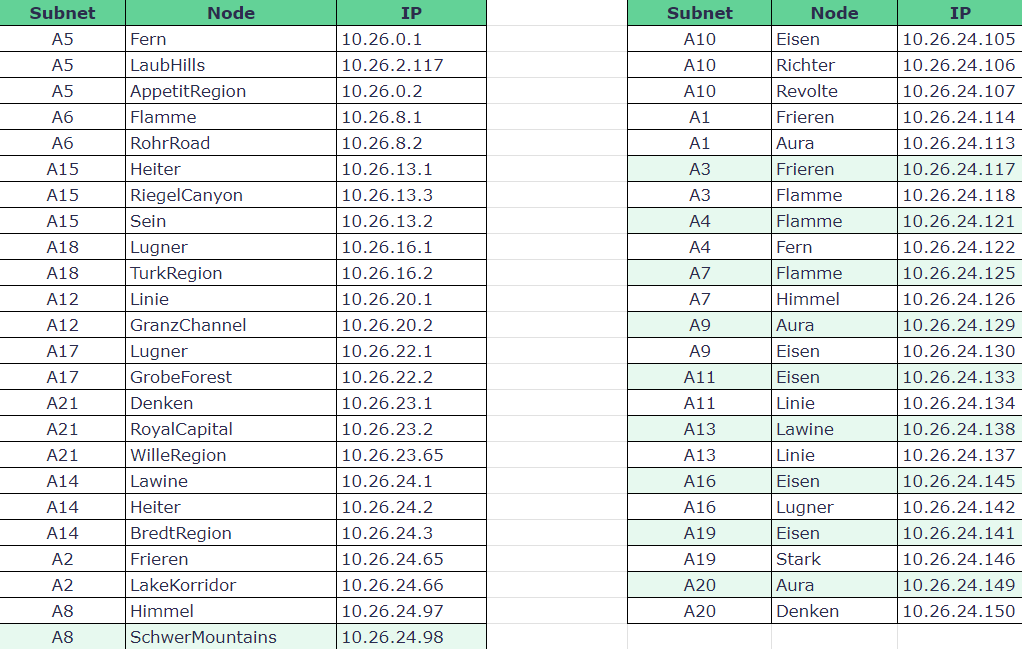 Subnet Node IP
A5 Fern 10.26.0.1
A5 LaubHills 10.26.2.117
A5 AppetitRegion 10.26.0.2
A6 Flamme 10.26.8.1
A6 RohrRoad 10.26.8.2
A15 Heiter 10.26.13.1
A15 RiegelCanyon 10.26.13.3
A15 Sein 10.26.13.2
A18 Lugner 10.26.16.1
A18 TurkRegion 10.26.16.2
A12 Linie 10.26.20.1
A12 GranzChannel 10.26.20.2
A17 Lugner 10.26.22.1
A17 GrobeForest 10.26.22.2
A21 Denken 10.26.23.1
A21 RoyalCapital 10.26.23.2
A21 WilleRegion 10.26.23.65
A14 Lawine 10.26.24.1
A14 Heiter 10.26.24.2
A14 BredtRegion 10.26.24.3
A2 Frieren 10.26.24.65
A2 LakeKorridor 10.26.24.66
A8 Himmel 10.26.24.97
A8 SchwerMountains 10.26.24.98
Subnet Node IP
A10 Eisen 10.26.24.105
A10 Richter 10.26.24.106
A10 Revolte 10.26.24.107
A1 Frieren 10.26.24.114
A1 Aura 10.26.24.113
A3 Frieren 10.26.24.117
A3 Flamme 10.26.24.118
A4 Flamme 10.26.24.121
A4 Fern 10.26.24.122
A7 Flamme 10.26.24.125
A7 Himmel 10.26.24.126
A9 Aura 10.26.24.129
A9 Eisen 10.26.24.130
A11 Eisen 10.26.24.133
A11 Linie 10.26.24.134
A13 Lawine 10.26.24.138
A13 Linie 10.26.24.137
A16 Eisen 10.26.24.145
A16 Lugner 10.26.24.142
A19 Eisen 10.26.24.141
A19 Stark 10.26.24.146
A20 Aura 10.26.24.149
A20 Denken 10.26.24.150